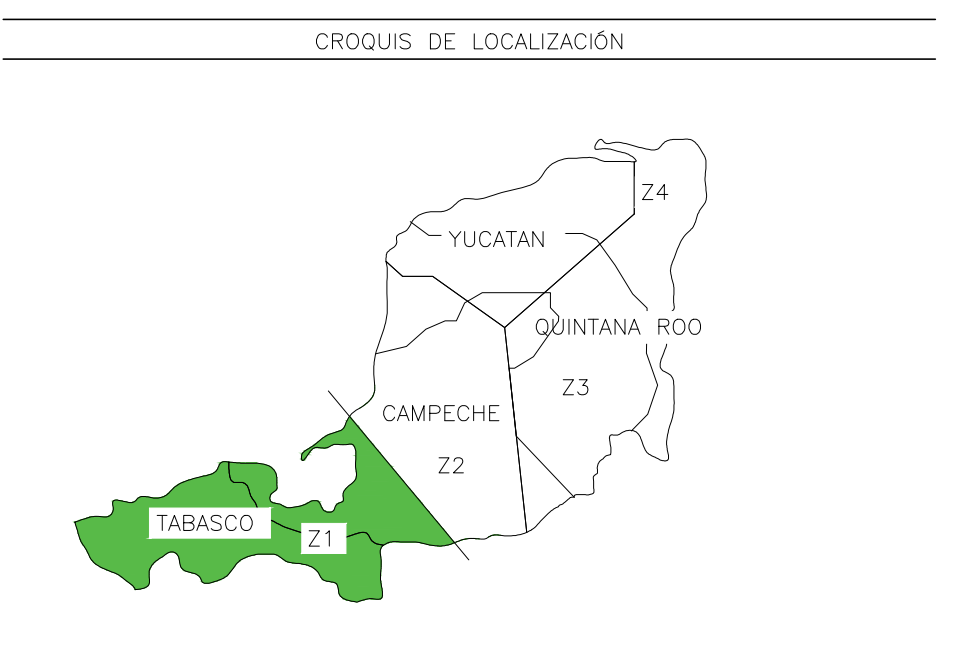 CROQUIS DE LOCALIZACIÓN
Z4
YUCATAN
QUINTANA ROO
Z3
CAMPECHE
Z2
TABASCO
Z1